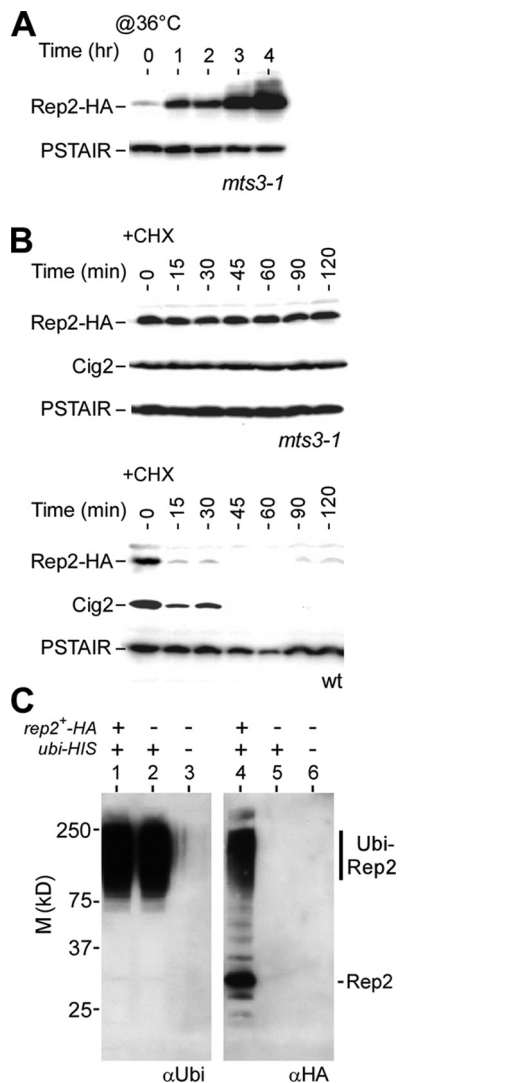 A
@36°C
Time (hr) 0 1 2 3 4
Rep2-HA
PSTAIR
mts3-1
B
+CHX
Time (min) 0 15 30 45 60 90 120
Rep2-HA
Cig2
PSTAIR
mts3-1
+CHX
Time (min) 0 15 30 45 60 90 120
Rep2-HA
Cig2
PSTAIR
wt
C
rep2+-HA + - - + - -
ubi-HIS + + - + + -
1 2 3 4 5 6
M (kD)
250
75
37
25
Ubi-
Rep2
Rep2
αUbi αHA